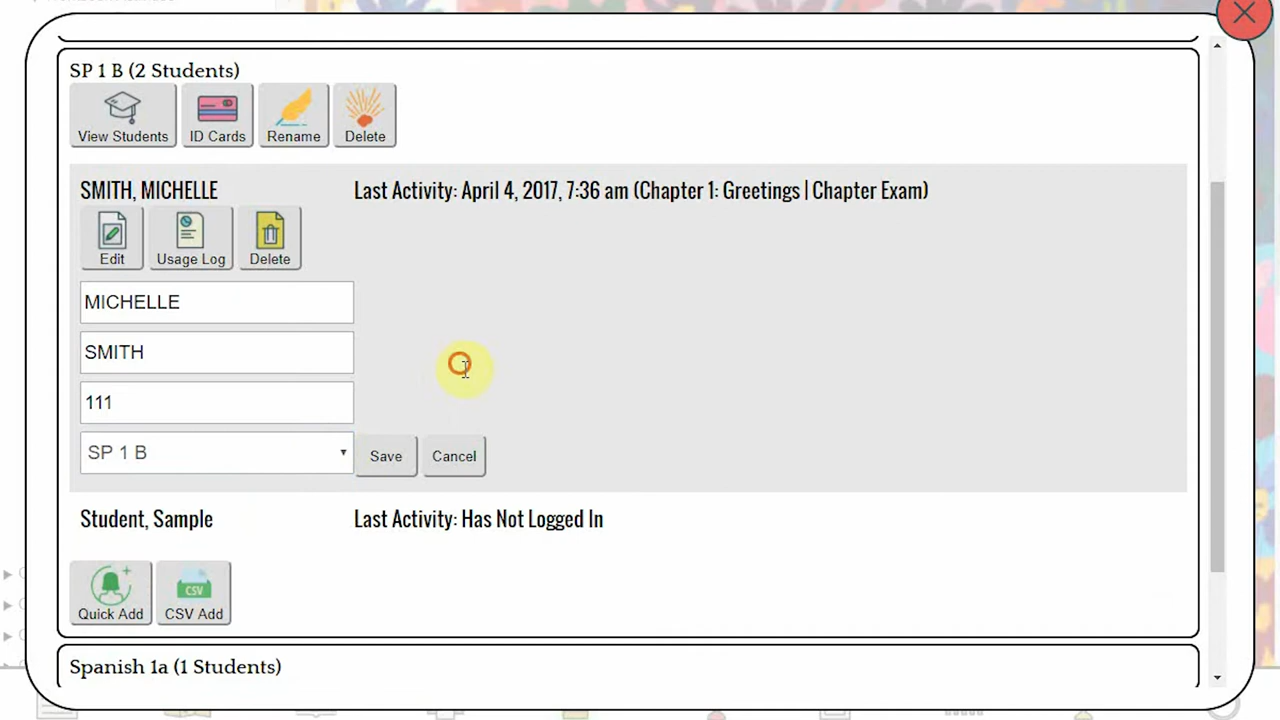 SP 1 B (2 Students)
View Students
ID Cards
Rename
Delete
SMITH, MICHELLE
Last Activity: April 4, 2017, 7:36 am (Chapter 1: Greetings | Chapter Exam)
Edit
Usage Log
Delete
MICHELLE
SMITH
111
SP 1 B
Save
Cancel
Student, Sample
Last Activity: Has Not Logged In
CSV
Quick Add
CSV Add
Spanish 1a (1 Students)